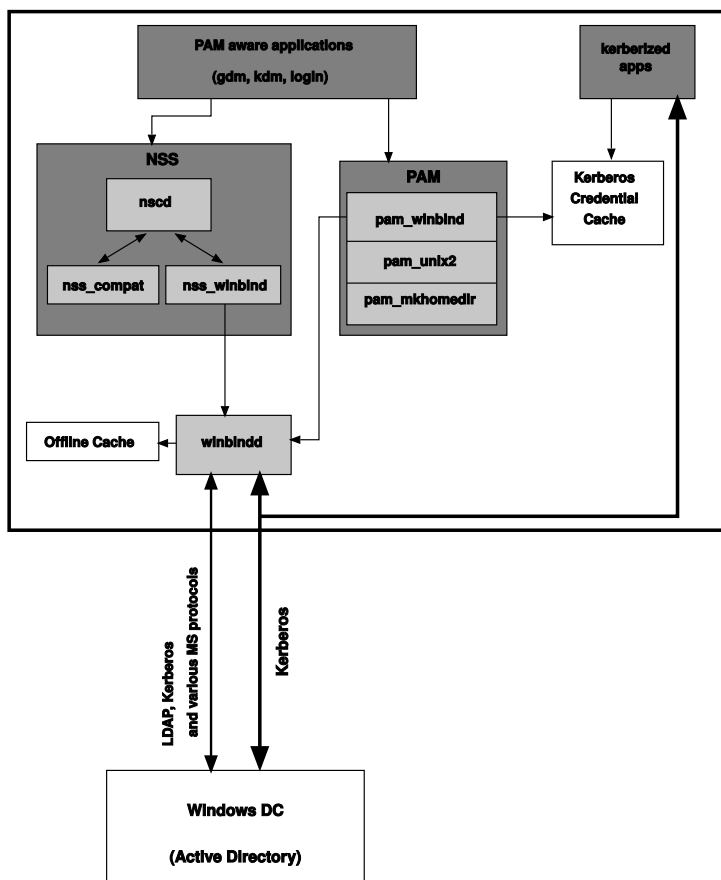 PAM aware applications
(gdm, kdm, login)
kerberized
apps
NSS
nscd
nss_compat
nss_winbind
PAM
pam_winbind
pam_unix2
pam_mkhomedir
Kerberos
Credential
Cache
Offline Cache
winbindd
LDAP, Kerberos
and various MS protocols
Kerberos
Windows DC
(Active Directory)